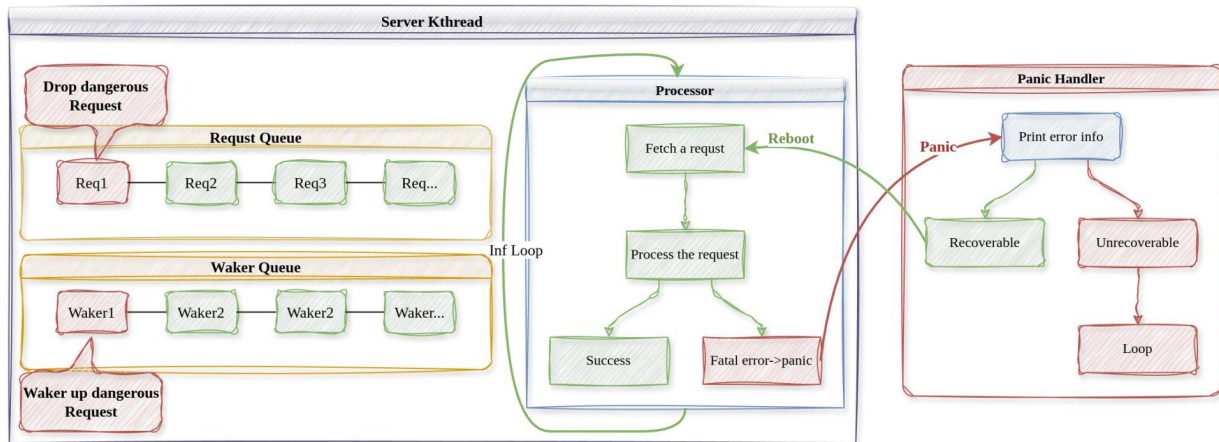 Server Kthread
Drop dangerous
Request
Requst Queue
Req1
Req2
Req3
Req...
Waker Queue
Waker1
Waker2
Waker2
Waker...
Waker up dangerous
Request
Inf Loop
Processor
Fetch a requst
Process the request
Success
Fatal error->panic
Reboot
Panic
Panic Handler
Print error info
Recoverable
Unrecoverable
Loop